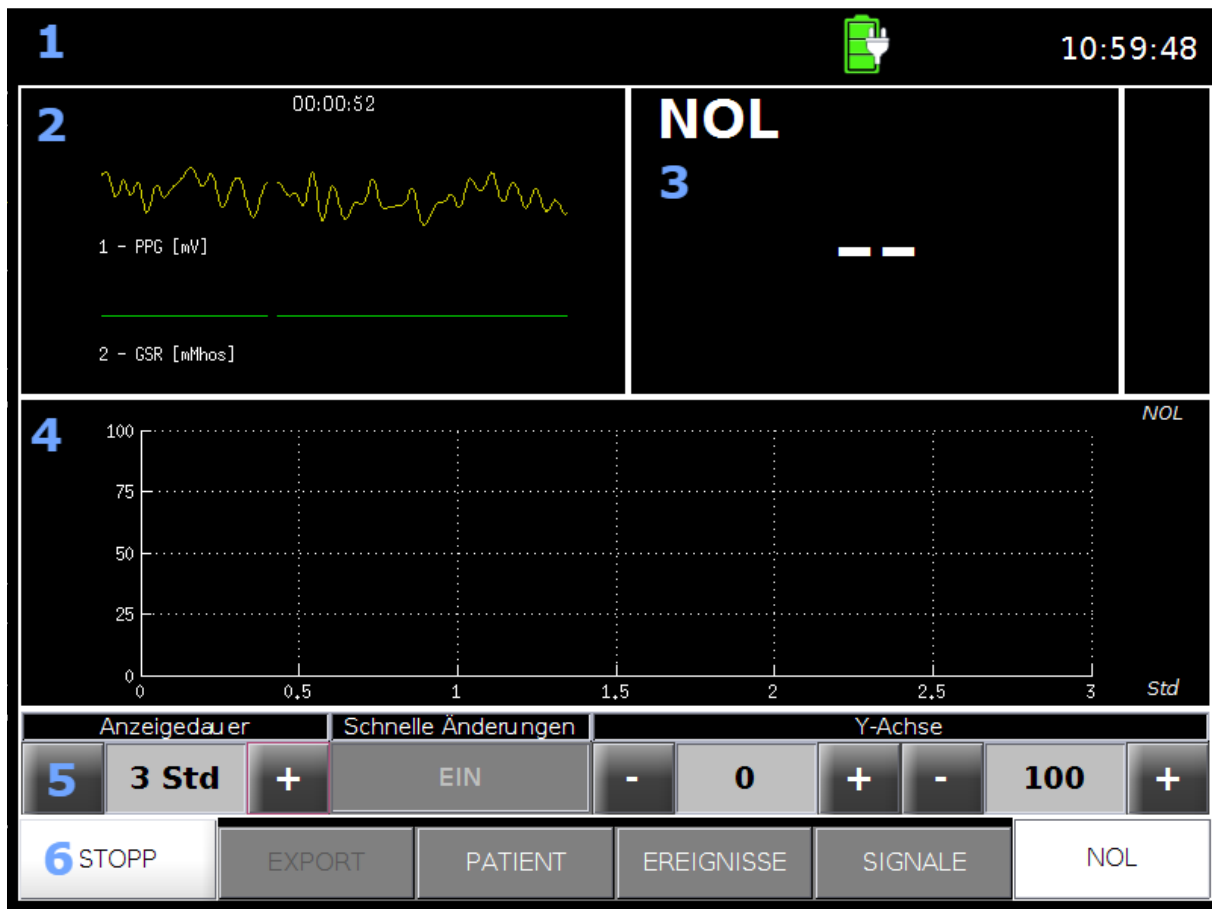 1
10:59:48
2
00:00:52
1 - PPG [mV]
2 - GSR [mMhos]
NOL
3
--
4
NOL
100
75
50
25
0
0 0.5 1 1.5 2 2.5 3 Std
Anzeigedauer Schnelle Änderungen Y-Achse
5 3 Std + EIN - 0 + - 100 +
6 STOPP EXPORT PATIENT EREIGNISSE SIGNALE NOL